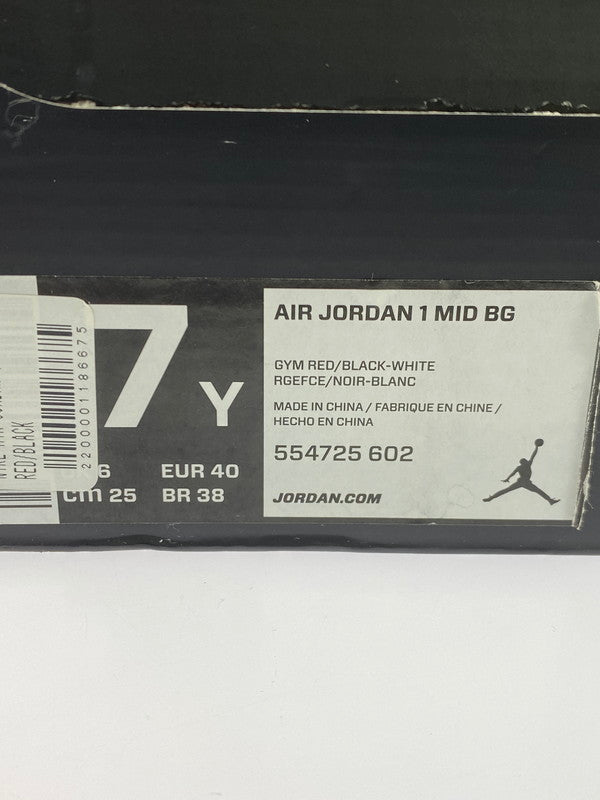 7 Y
6 EUR 40
cm 25 BR 38
AIR JORDAN 1 MID BG
GYM RED/BLACK-WHITE
RGEFCE/NOIR-BLANC
MADE IN CHINA / FABRIQUE EN CHINE /
HECHO EN CHINA
554725 602
JORDAN.COM
RED/BLACK
2200001186675